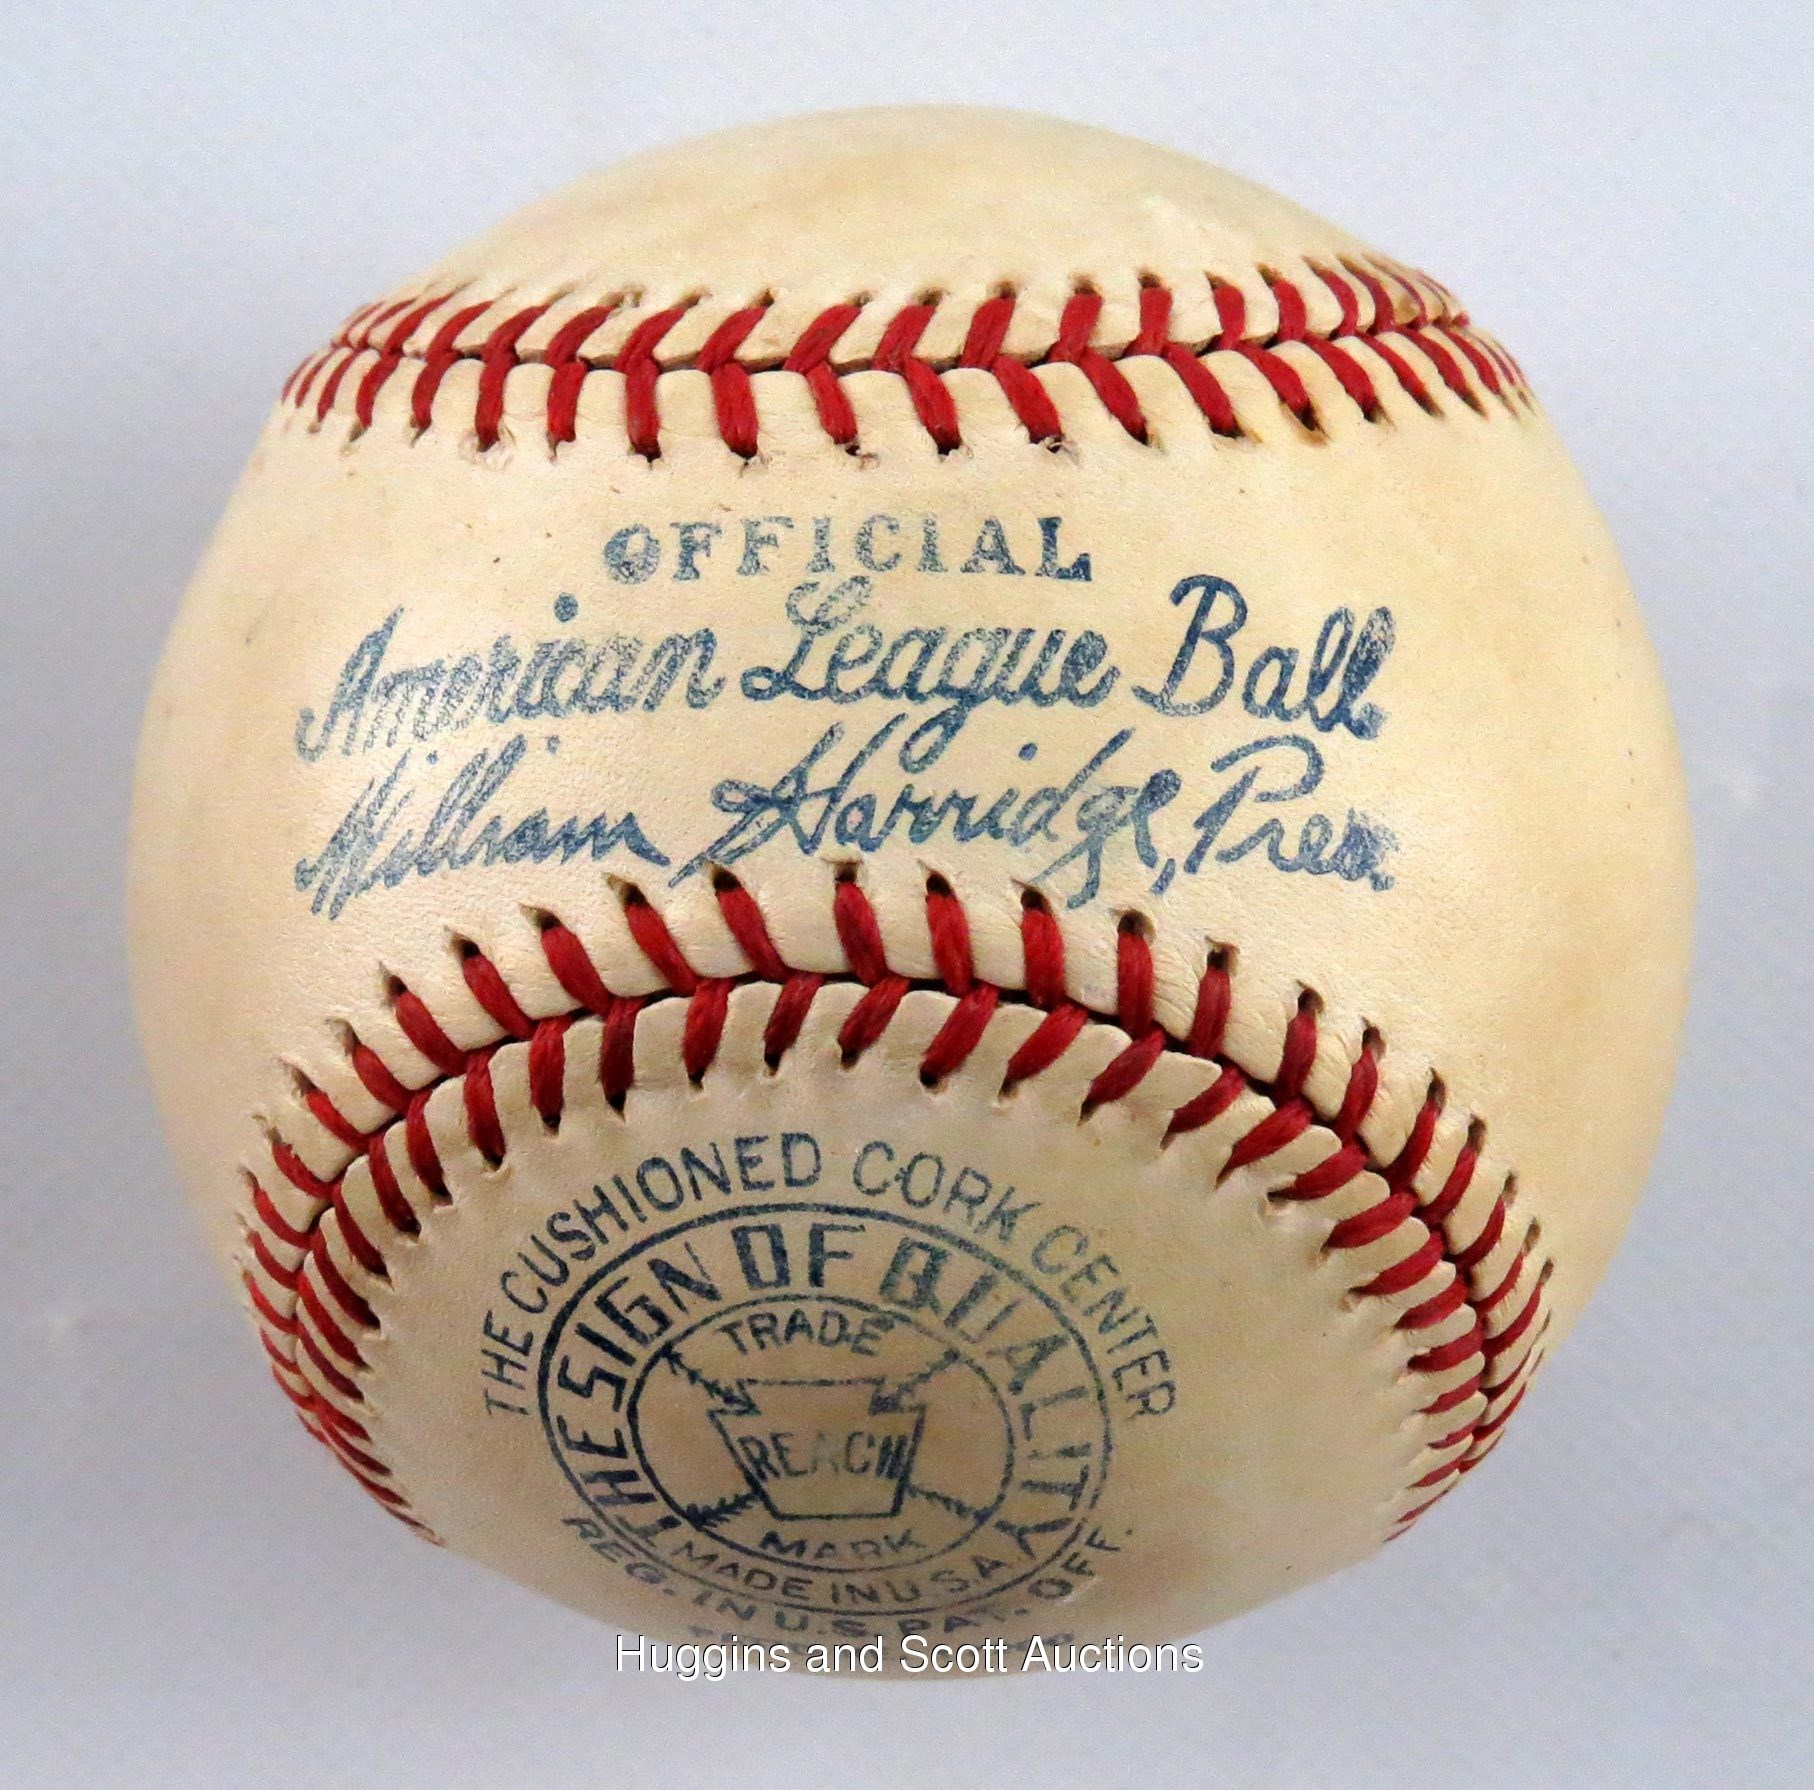 OFFICIAL
American League Ball
William Harridge, Pres.
THE CUSHIONED CORK CENTER
THE SIGN OF QUALITY
TRADE
REACH
MARK
MADE IN U.S.A.
REG. IN U.S. PAT. OFF.
Huggins and Scott Auctions